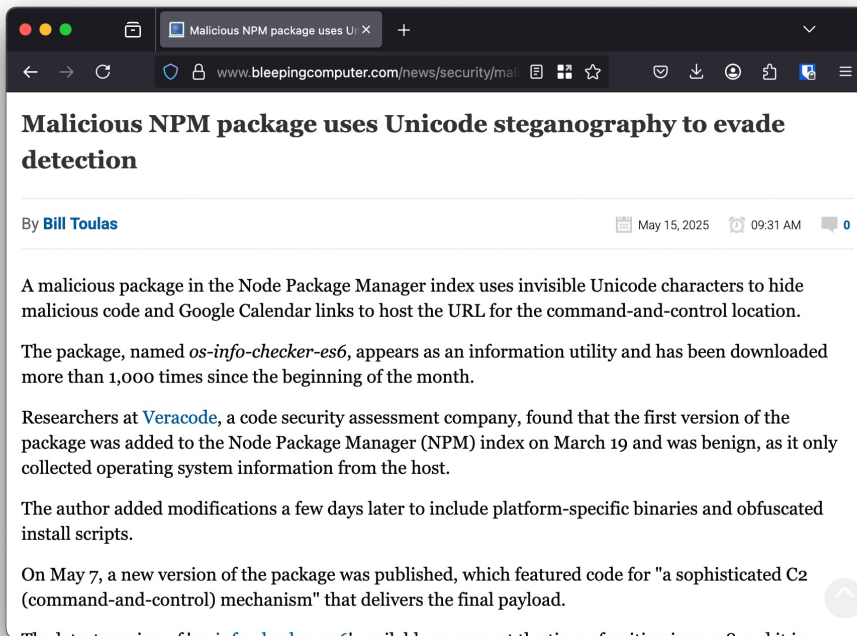 Malicious NPM package uses Ur
www.bleepingcomputer.com/news/security/mal
Malicious NPM package uses Unicode steganography to evade
detection
By Bill Toulas
May 15, 2025
09:31 AM
0
A malicious package in the Node Package Manager index uses invisible Unicode characters to hide
malicious code and Google Calendar links to host the URL for the command-and-control location.
The package, named os-info-checker-es6, appears as an information utility and has been downloaded
more than 1,000 times since the beginning of the month.
Researchers at Veracode, a code security assessment company, found that the first version of the
package was added to the Node Package Manager (NPM) index on March 19 and was benign, as it only
collected operating system information from the host.
The author added modifications a few days later to include platform-specific binaries and obfuscated
install scripts.
On May 7, a new version of the package was published, which featured code for "a sophisticated C2
(command-and-control) mechanism" that delivers the final payload.